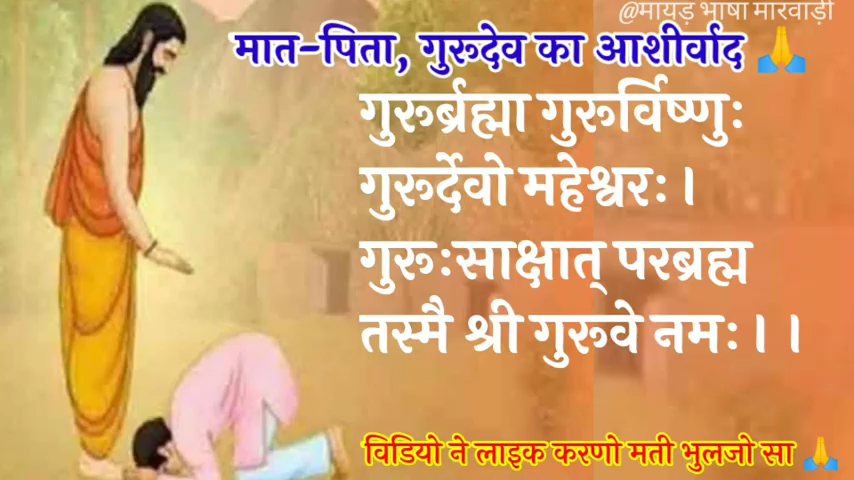 @मायड़ भाषा मारवाड़ी
मात-पिता, गुरूदेव का आशीर्वाद 🙏
गुरूर्ब्रह्मा गुरूर्विष्णुः
गुरूर्देवो महेश्वरः।
गुरूःसाक्षात् परब्रह्म
तस्मै श्री गुरूवे नमः।।
विडियो ने लाइक करणो मती भुलजो सा 🙏